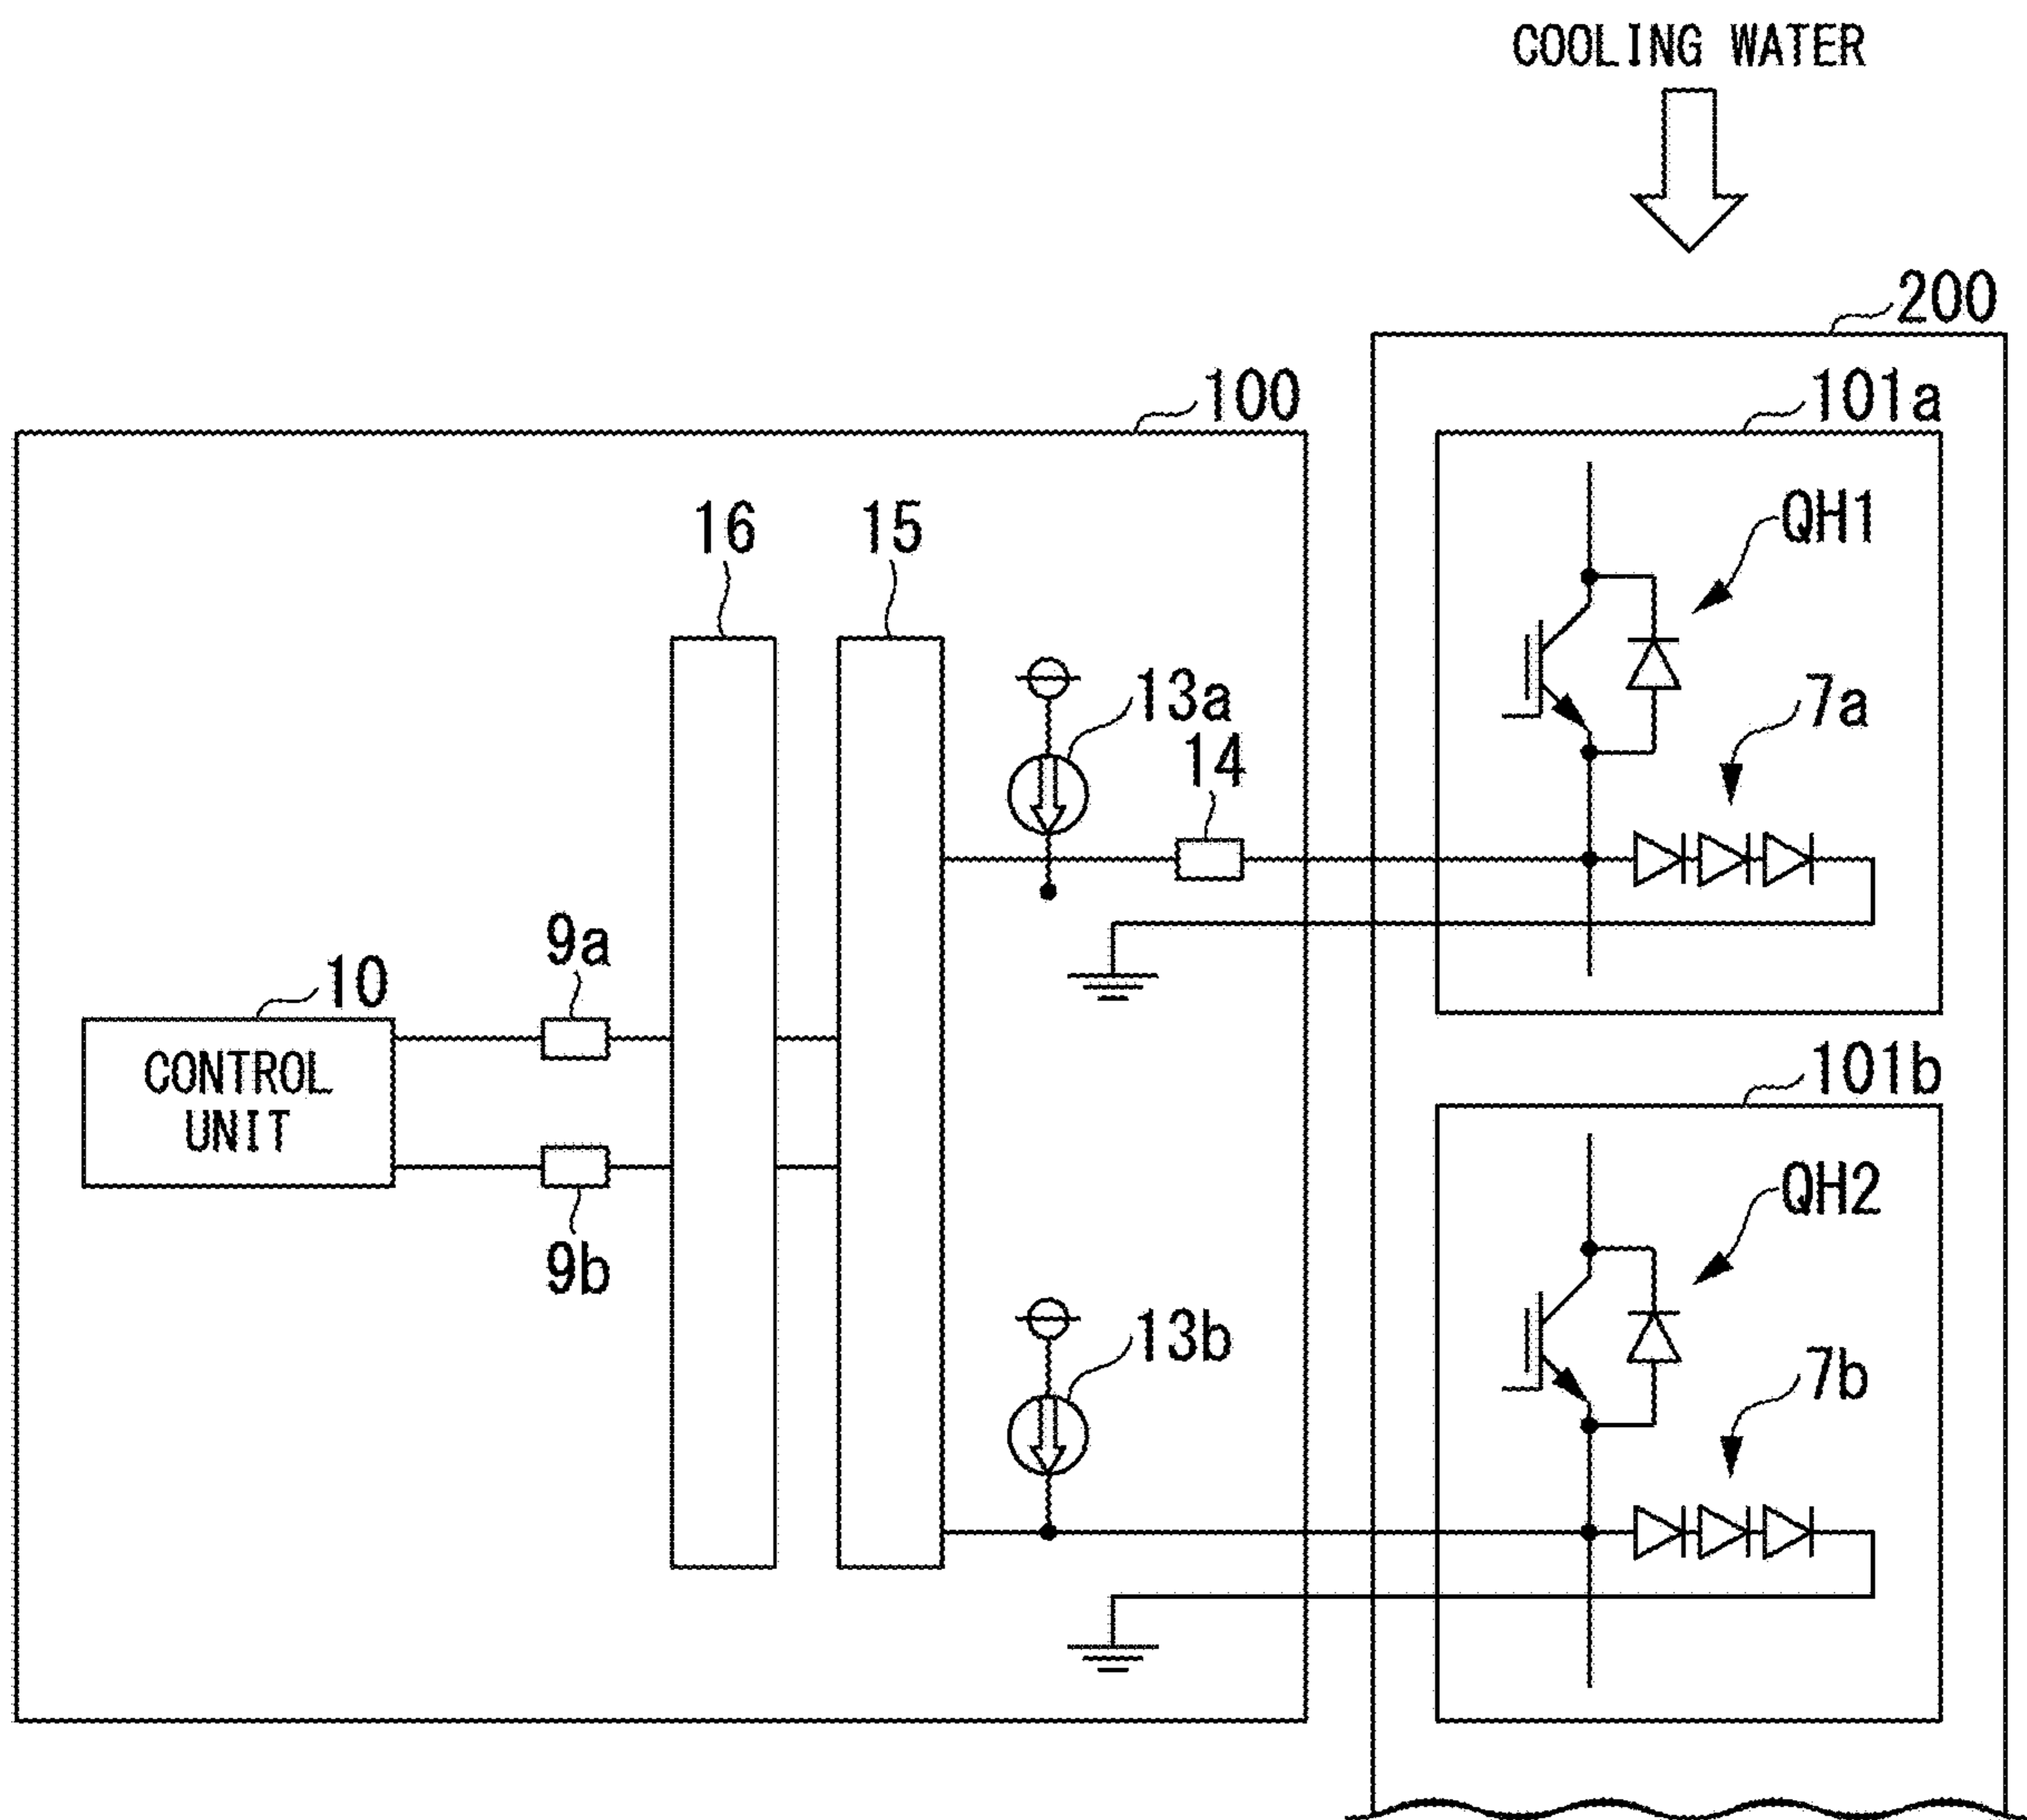 COOLING WATER
200
100
101a
16
15
QH1
13a
7a
14
9a
10
CONTROL
UNIT
101b
9b
QH2
13b
7b